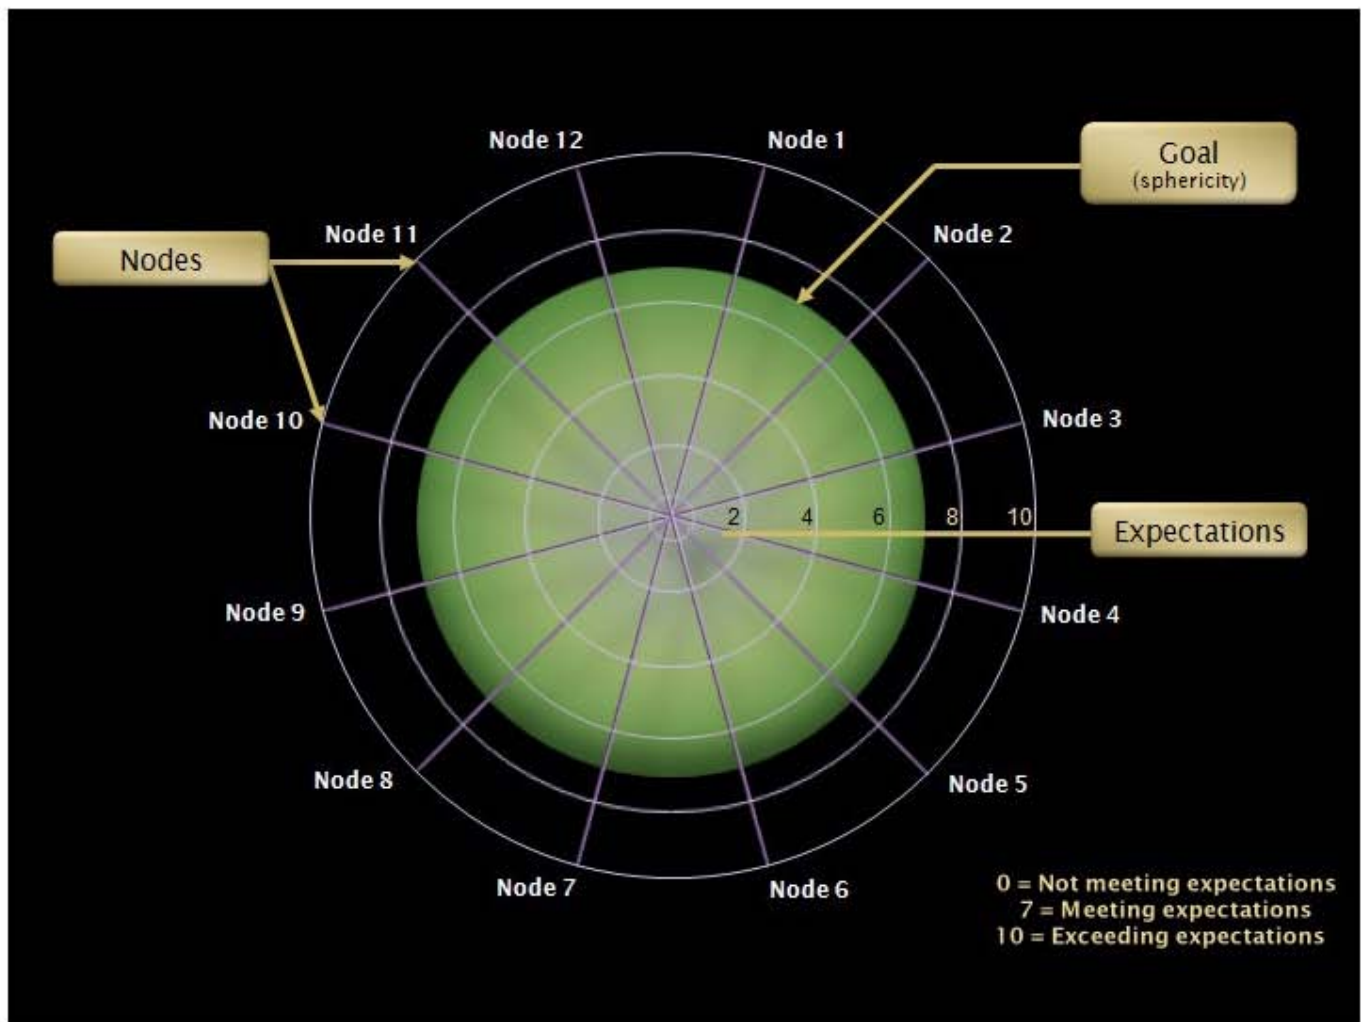 Node 12
Node 1
Goal
(sphericity)
Node 11
Node 2
Nodes
Node 10
Node 3
2 4 6 8 10
Expectations
Node 9
Node 4
Node 8
Node 5
Node 7
Node 6
0 = Not meeting expectations
7 = Meeting expectations
10 = Exceeding expectations